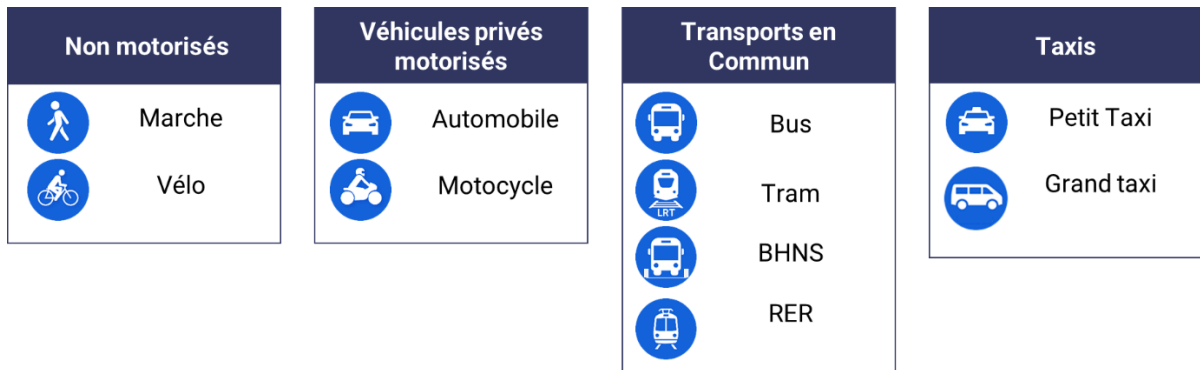 Non motorisés
Marche
Vélo
Véhicules privés
motorisés
Automobile
Motocycle
Transports en
Commun
Bus
LRT
Tram
BHNS
RER
Taxis
Petit Taxi
Grand taxi